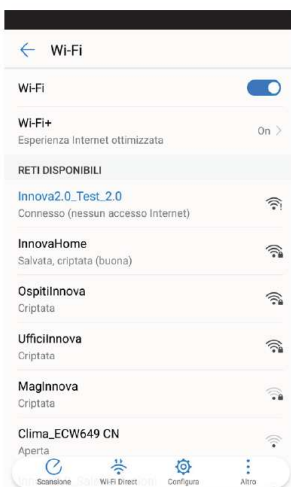 Wi-Fi
Wi-Fi
Wi-Fi+
Esperienza Internet ottimizzata
On
RETI DISPONIBILI
Innova2.0_Test_2.0
Connesso (nessun accesso Internet)
InnovaHome
Salvata, criptata (buona)
OspitiInnova
Criptata
UfficiInnova
Criptata
MagInnova
Criptata
Clima_ECW649 CN
Aperta
Scansione Wi-Fi Direct Configura Altro